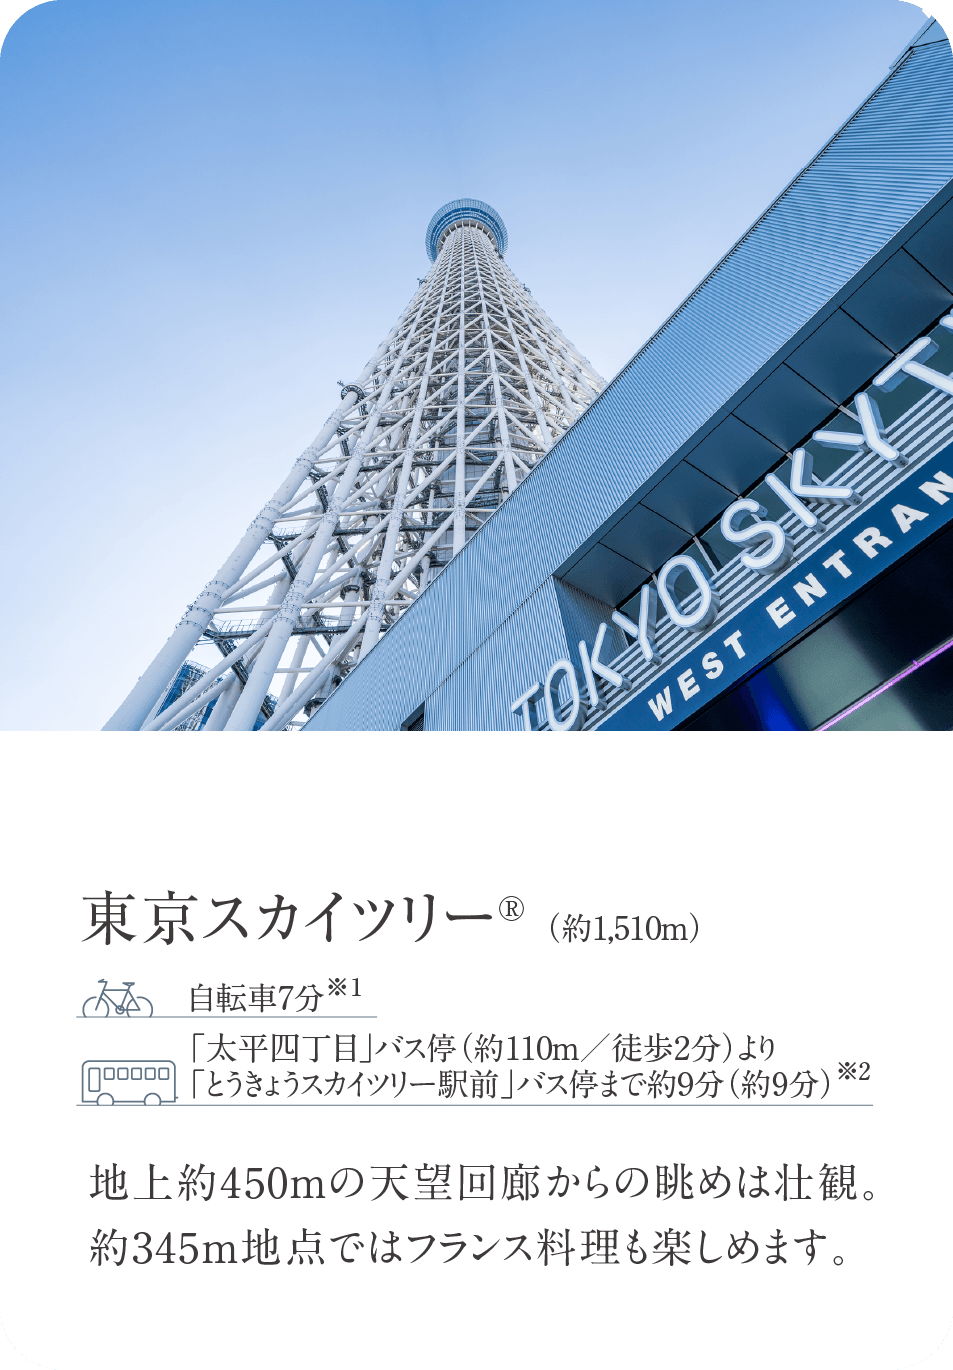 TOKYO SKYT
WEST ENTRAN
東京スカイツリー® （約1,510m）
自転車7分※1
「太平四丁目」バス停（約110m／徒歩2分）より
「とうきょうスカイツリー駅前」バス停まで約9分（約9分）※2
地上約450mの天望回廊からの眺めは壮観。
約345m地点ではフランス料理も楽しめます。